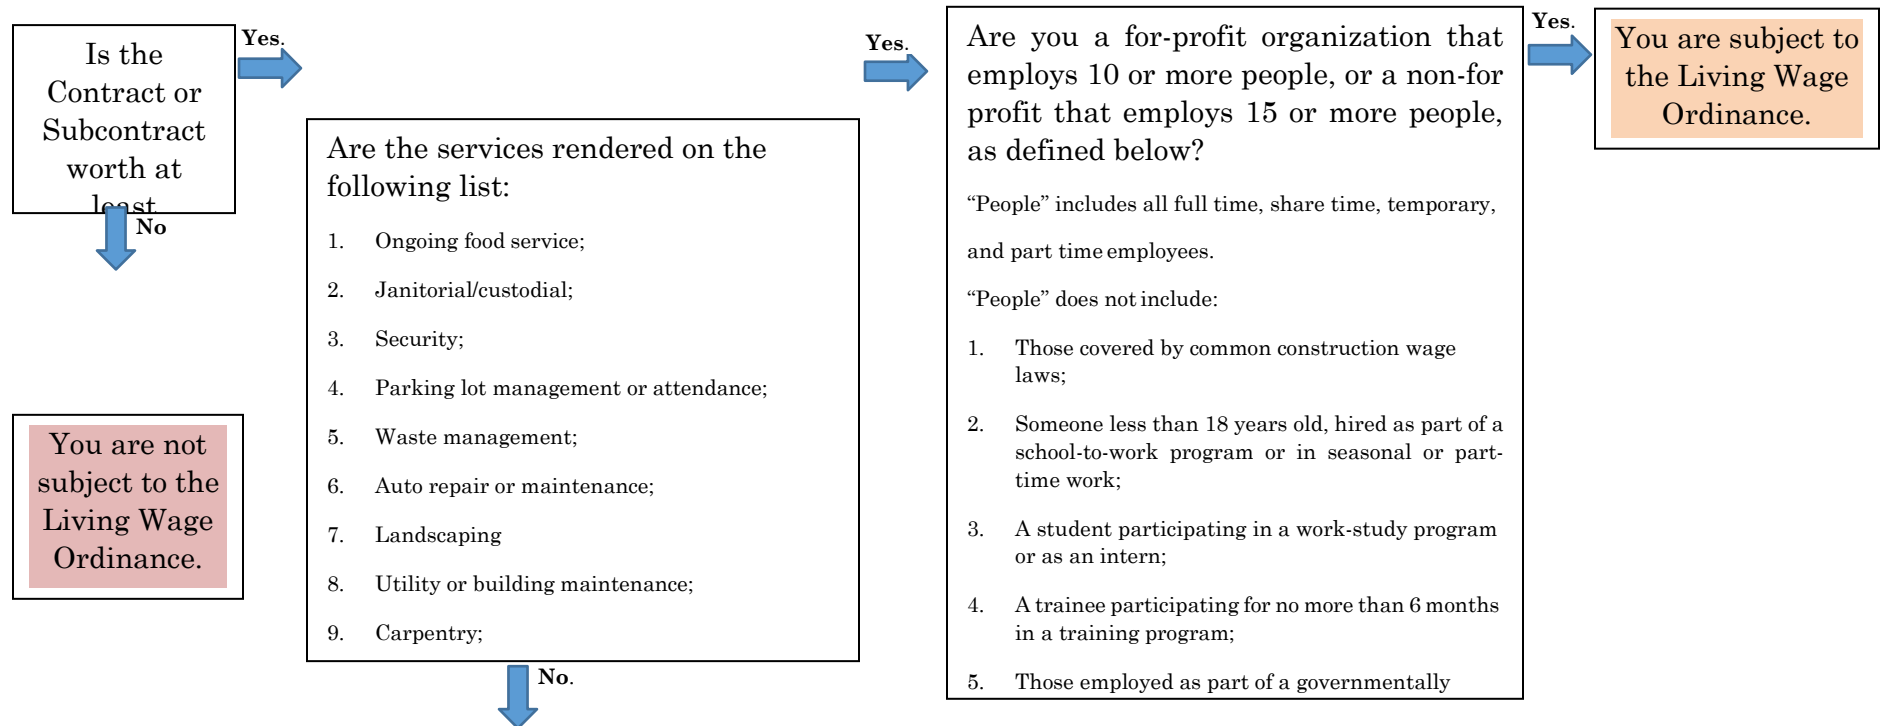 Is the
Contract or
Subcontract
worth at
least
Yes.
No
You are not
subject to the
Living Wage
Ordinance.
Are the services rendered on the
following list:
1. Ongoing food service;
2. Janitorial/custodial;
3. Security;
4. Parking lot management or attendance;
5. Waste management;
6. Auto repair or maintenance;
7. Landscaping
8. Utility or building maintenance;
9. Carpentry;
Yes.
No.
Are you a for-profit organization that
employs 10 or more people, or a non-for
profit that employs 15 or more people,
as defined below?
“People” includes all full time, share time, temporary,
and part time employees.
“People” does not include:
1. Those covered by common construction wage
laws;
2. Someone less than 18 years old, hired as part of a
school-to-work program or in seasonal or part-
time work;
3. A student participating in a work-study program
or as an intern;
4. A trainee participating for no more than 6 months
in a training program;
5. Those employed as part of a governmentally
Yes.
You are subject to
the Living Wage
Ordinance.